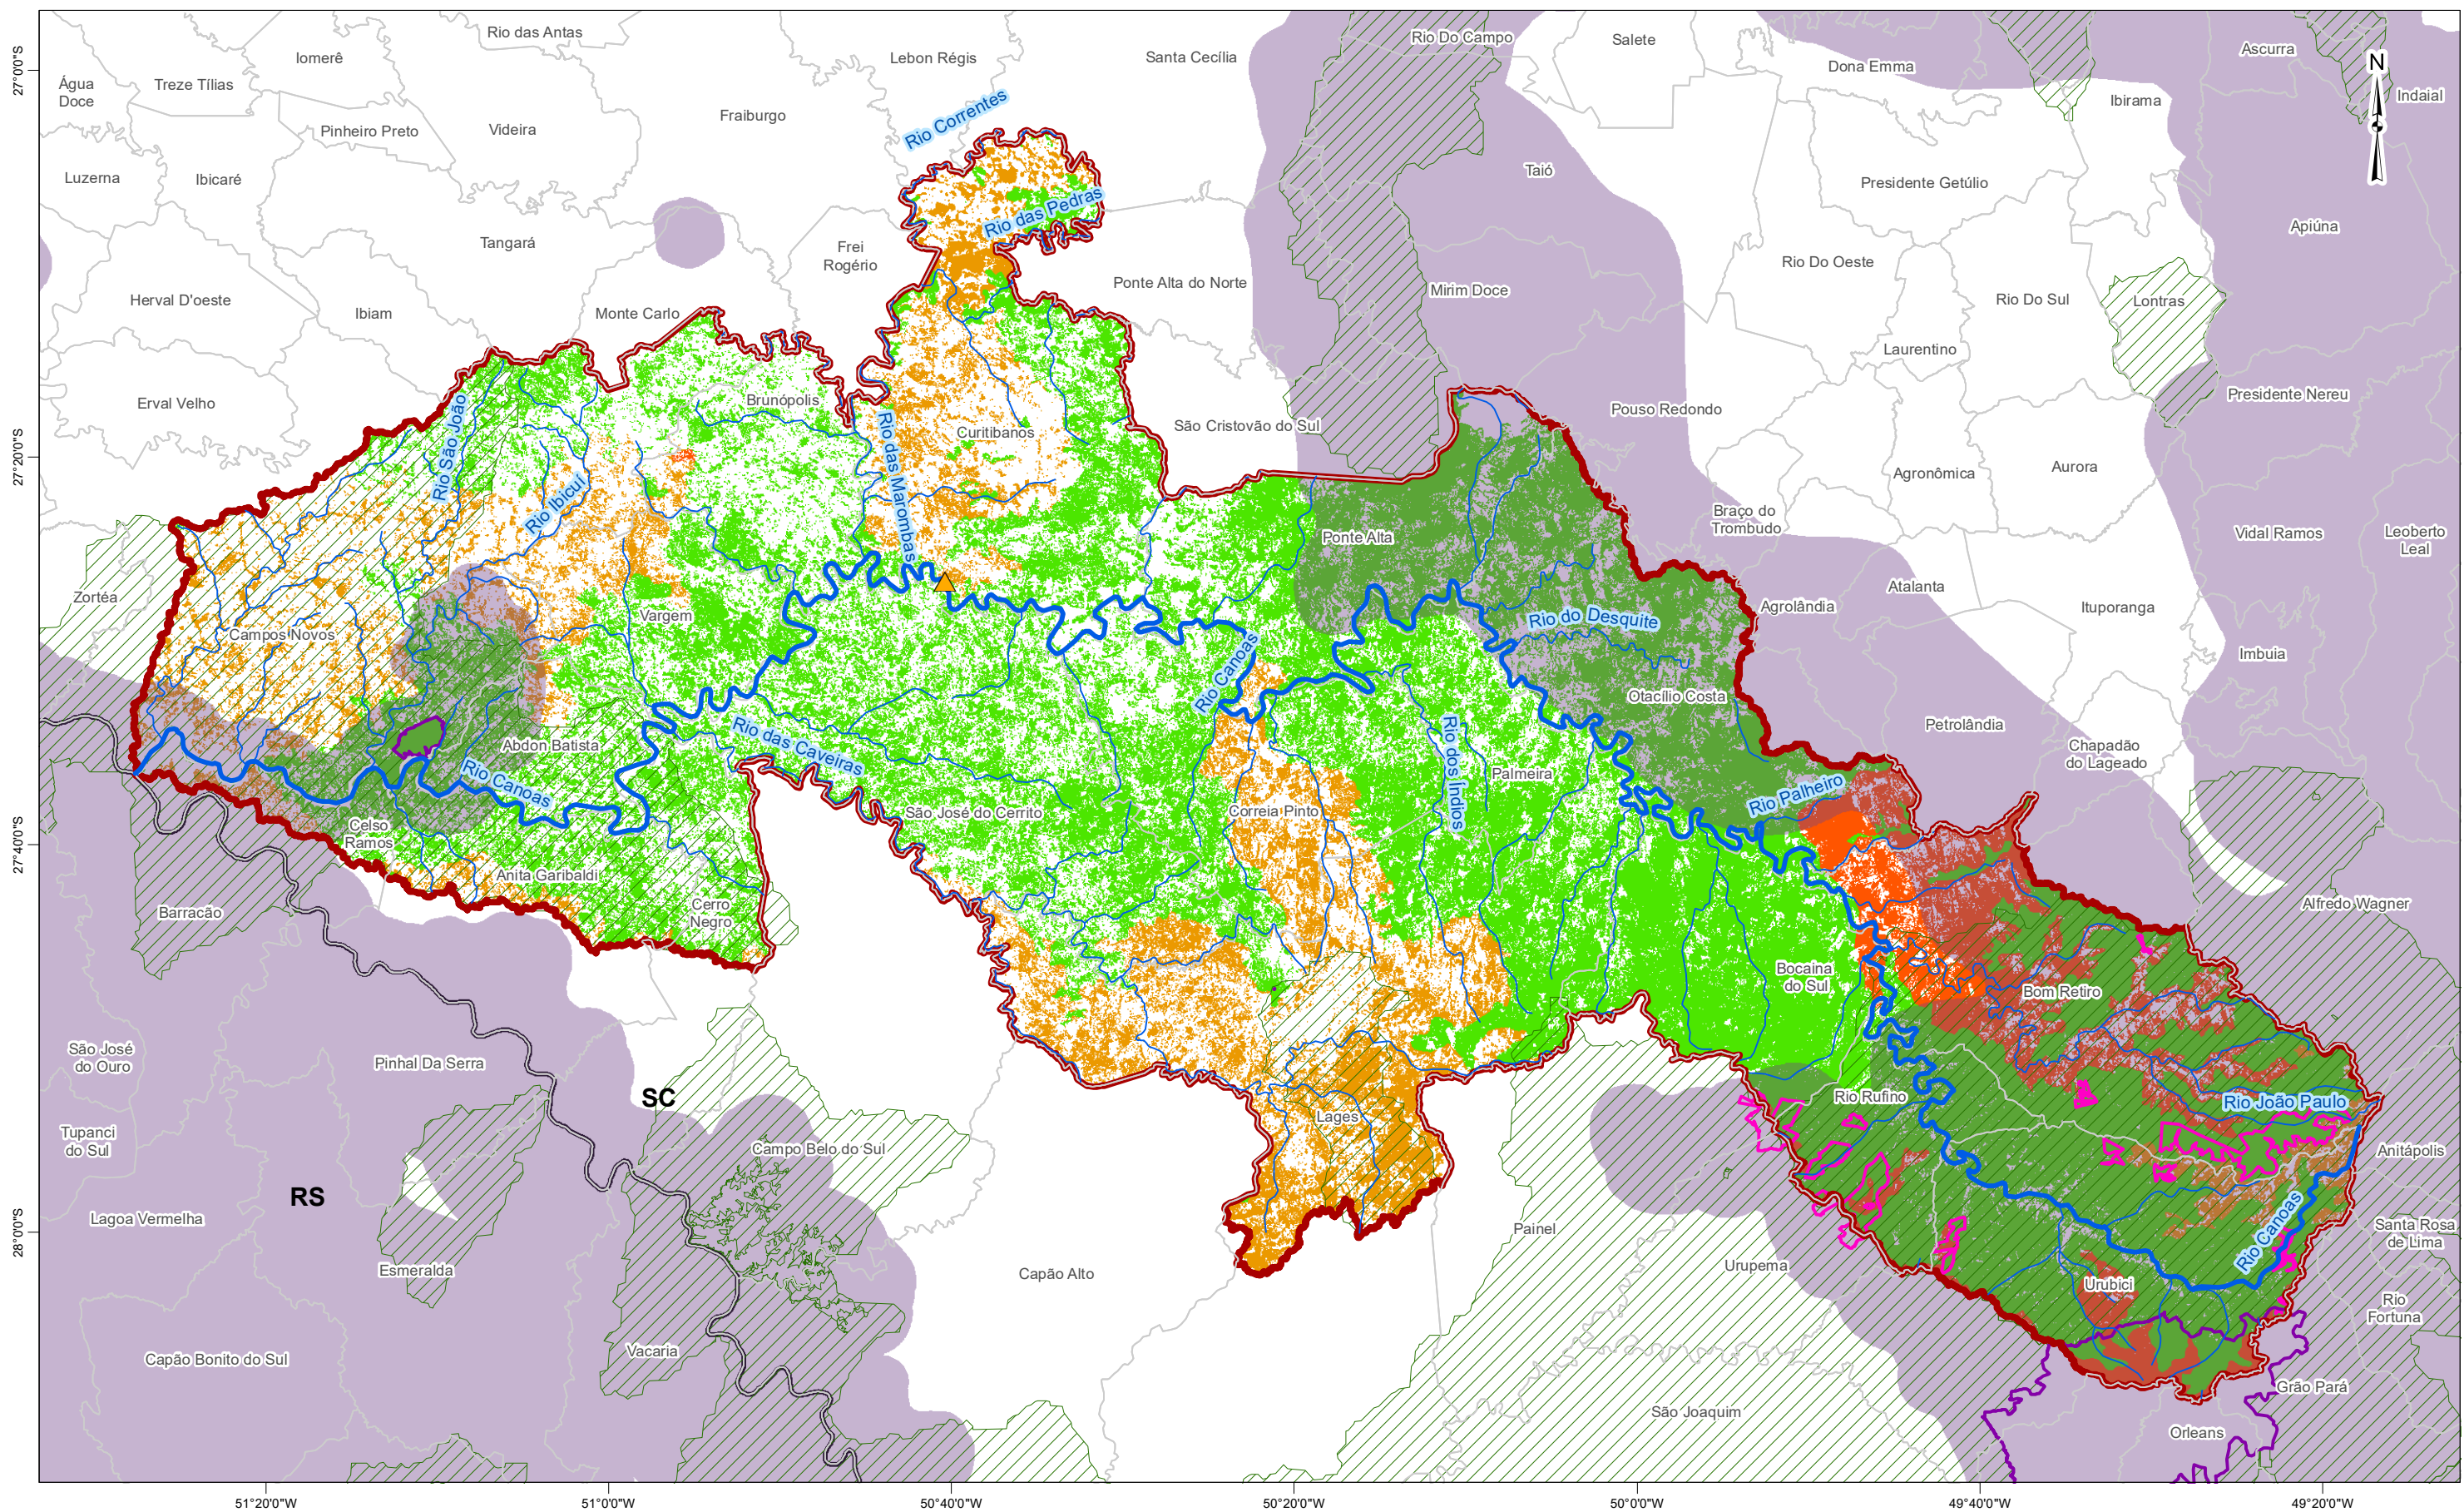 Rio das Antas
Iomerê
Lebon Régis
Santa Cecília
Rio Do Campo
Salete
Ascurra
Dona Emma
N
27°0'0"S
Água
Doce
Treze Tílias
Indaial
Ibirama
Rio Correntes
Fraiburgo
Pinheiro Preto
Videira
Luzerna
Ibicaré
Taió
Presidente Getúlio
Rio das Pedras
Apiúna
Tangará
Frei
Rogério
Rio Do Oeste
Ponte Alta do Norte
Mirim Doce
Herval D'oeste
Ibiam
Monte Carlo
Rio Do Sul
Lontras
Laurentino
Erval Velho
Brunópolis
Presidente Nereu
Pouso Redondo
Rio São João
Rio das Marombas
Curitibanos
São Cristovão do Sul
27°20'0"S
Agronômica
Aurora
Rio Ibicuí
Braço do
Trombudo
Ponte Alta
Vidal Ramos
Leoberto
Leal
Zortéa
Atalanta
Agrolândia
Ituporanga
Vargem
Rio do Desquite
Campos Novos
Imbuia
Rio Canoas
Otacílio Costa
Petrolândia
Abdon Batista
Rio das Caveiras
Rio dos Índios
Chapadão
do Lageado
Palmeira
Rio Canoas
Rio Palheiro
São José do Cerrito
Correia Pinto
Celso
Ramos
27°40'0"S
Anita Garibaldi
Barracão
Cerro
Negro
Alfredo Wagner
Bocaina
do Sul
Bom Retiro
São José
do Ouro
Pinhal Da Serra
SC
Rio Rufino
Rio João Paulo
Lages
Tupanci
do Sul
Campo Belo do Sul
Anitápolis
RS
Lagoa Vermelha
Painel
Rio Canoas
Santa Rosa
de Lima
28°0'0"S
Esmeralda
Capão Alto
Urupema
Urubici
Rio
Fortuna
Vacaria
Capão Bonito do Sul
Grão Pará
São Joaquim
Orleans
51°20'0"W
51°0'0"W
50°40'0"W
50°20'0"W
50°0'0"W
49°40'0"W
49°20'0"W